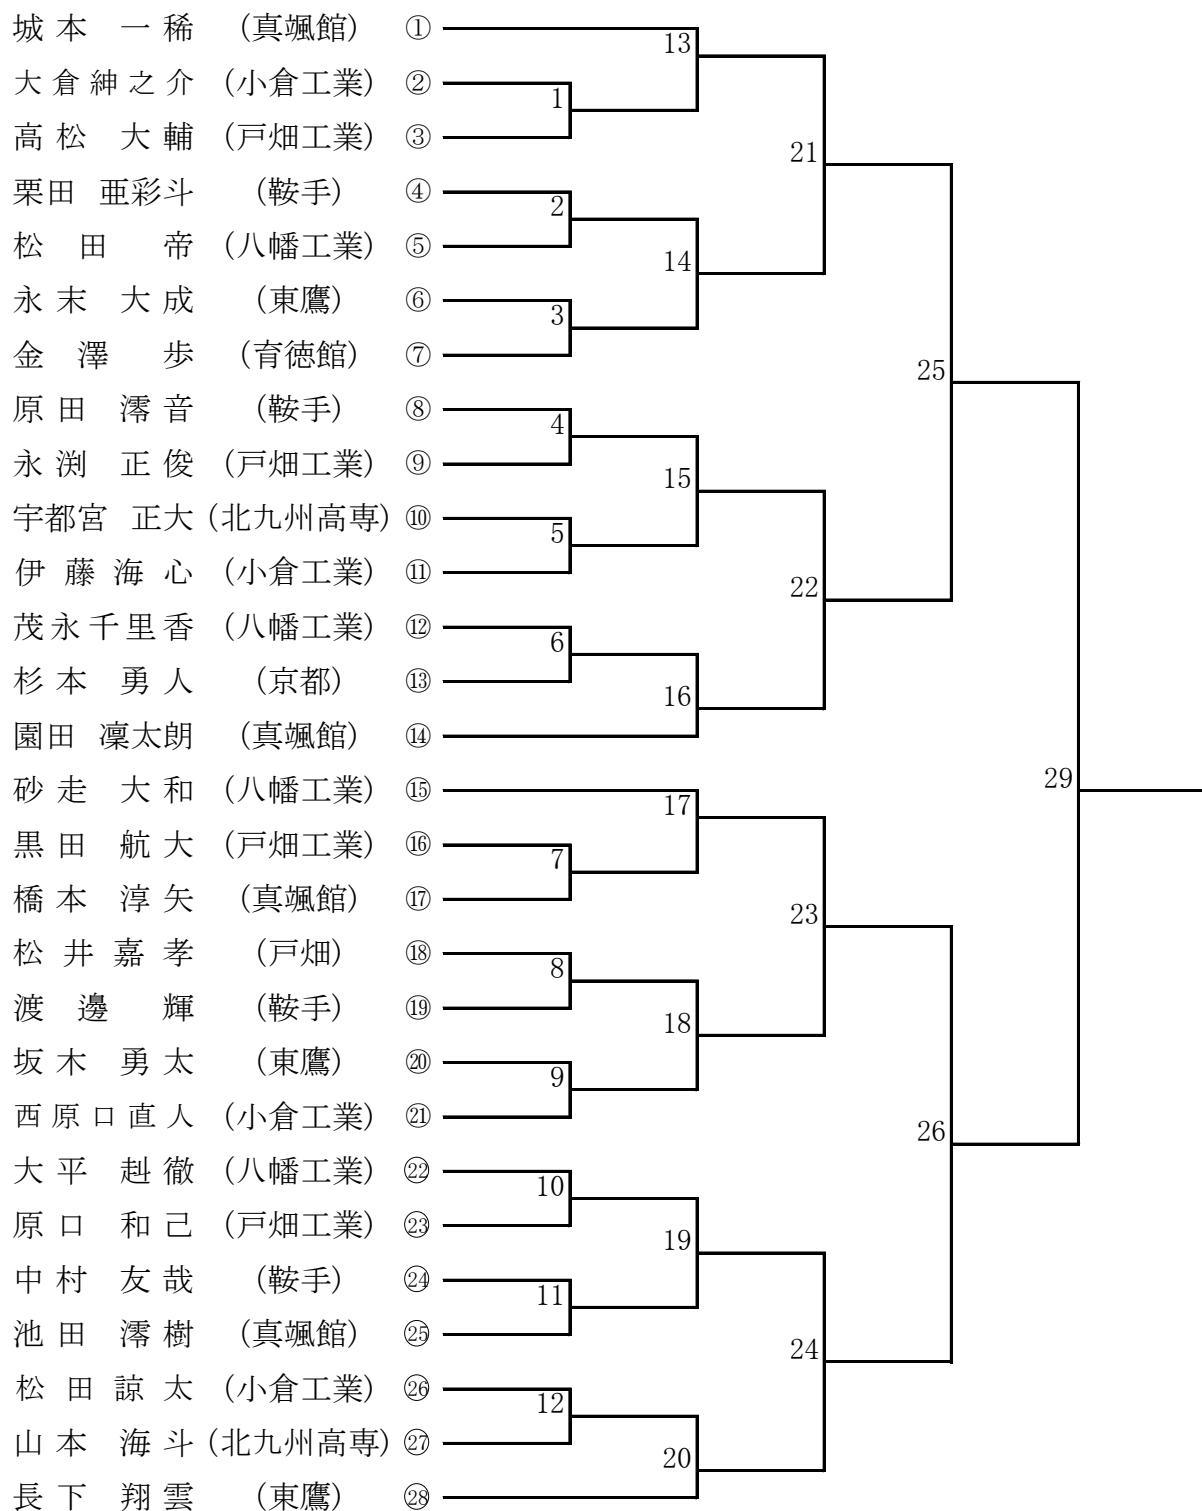 城本 一稀 (真颯館) ①
13
大倉紳之介 (小倉工業) ②
1
高松 大輔 (戸畑工業) ③
21
栗田 亜彩斗 (鞍手) ④
2
松田 帝 (八幡工業) ⑤
14
永末 大成 (東鷹) ⑥
3
金澤 歩 (育徳館) ⑦
25
原田 澪音 (鞍手) ⑧
4
永渕 正俊 (戸畑工業) ⑨
15
宇都宮 正大 (北九州高専) ⑩
5
伊藤海心 (小倉工業) ⑪
22
茂永千里香 (八幡工業) ⑫
6
杉本 勇人 (京都) ⑬
16
園田 凜太朗 (真颯館) ⑭
29
砂走 大和 (八幡工業) ⑮
17
黒田 航大 (戸畑工業) ⑯
7
橋本 淳矢 (真颯館) ⑰
23
松井嘉孝 (戸畑) ⑱
8
渡邊 輝 (鞍手) ⑲
18
坂木 勇太 (東鷹) ⑳
9
西原口直人 (小倉工業) ㉑
26
大平 赳徹 (八幡工業) ㉒
10
原口 和己 (戸畑工業) ㉓
19
中村 友哉 (鞍手) ㉔
11
池田 澪樹 (真颯館) ㉕
24
松田諒太 (小倉工業) ㉖
12
山本 海斗 (北九州高専) ㉗
20
長下 翔雲 (東鷹) ㉘